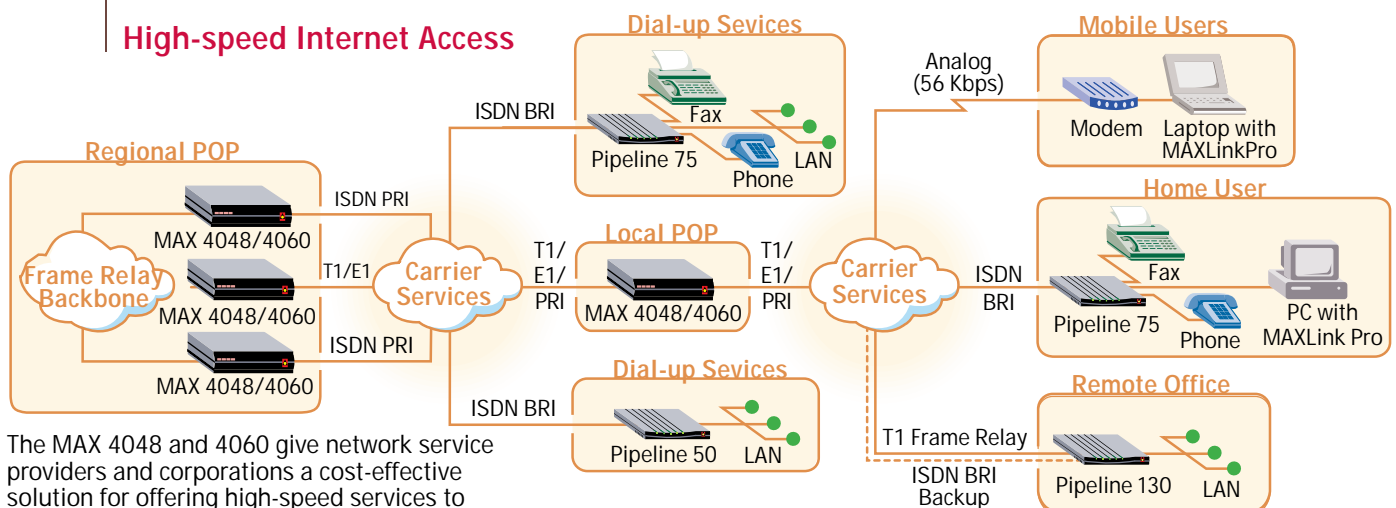 High-speed Internet Access
Regional POP
Frame Relay
Backbone
MAX 4048/4060
MAX 4048/4060
MAX 4048/4060
ISDN PRI
T1/E1
ISDN PRI
Carrier
Services
ISDN BRI
Dial-up Sevices
Fax
Pipeline 75
Phone
LAN
T1/
E1/
PRI
Local POP
MAX 4048/4060
T1/
E1/
PRI
ISDN BRI
Dial-up Sevices
Pipeline 50
LAN
Carrier
Services
Analog
(56 Kbps)
Mobile Users
Modem
Laptop with
MAXLinkPro
ISDN
BRI
Home User
Fax
Pipeline 75
Phone
PC with
MAXLink Pro
T1 Frame Relay
ISDN BRI
Backup
Remote Office
Pipeline 130
LAN
The MAX 4048 and 4060 give network service
providers and corporations a cost-effective
solution for offering high-speed services to